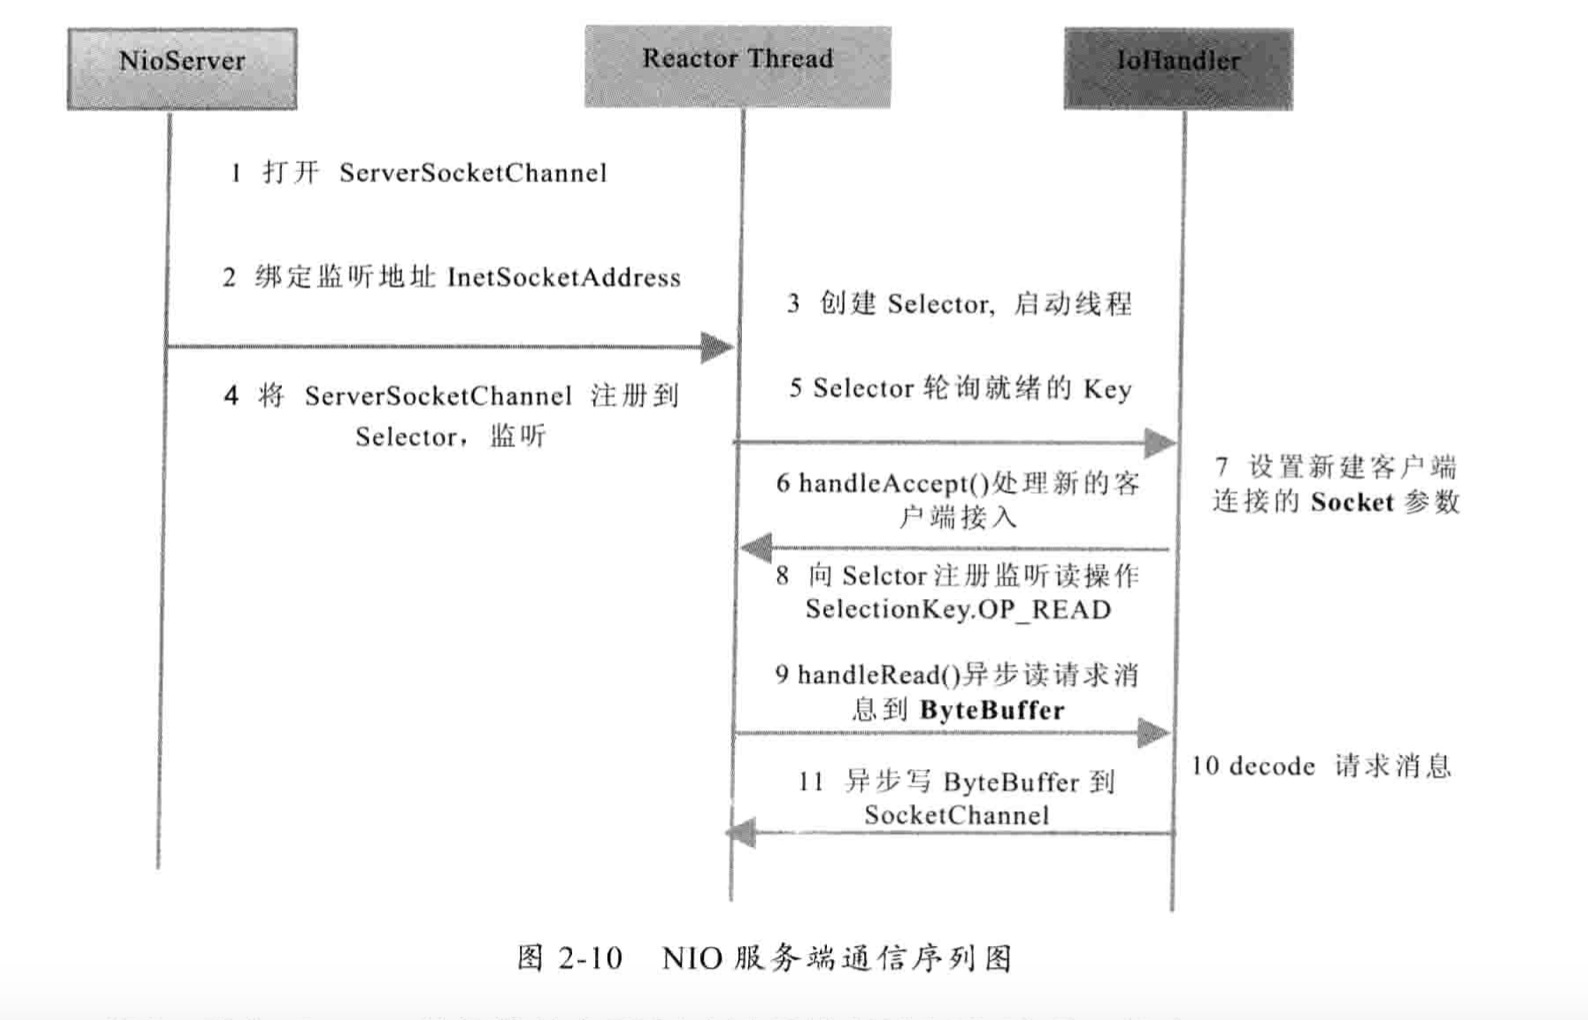 NioServer
Reactor Thread
IoHandler
1 打开 ServerSocketChannel
2 绑定监听地址 InetSocketAddress
3 创建 Selector, 启动线程
4 将 ServerSocketChannel 注册到
Selector，监听
5 Selector 轮询就绪的 Key
6 handleAccept()处理新的客
户端接入
7 设置新建客户端
连接的 Socket 参数
8 向 Selctor 注册监听读操作
SelectionKey.OP_READ
9 handleRead()异步读请求消
息到 ByteBuffer
10 decode 请求消息
11 异步写 ByteBuffer 到
SocketChannel
图 2-10 NIO 服务端通信序列图